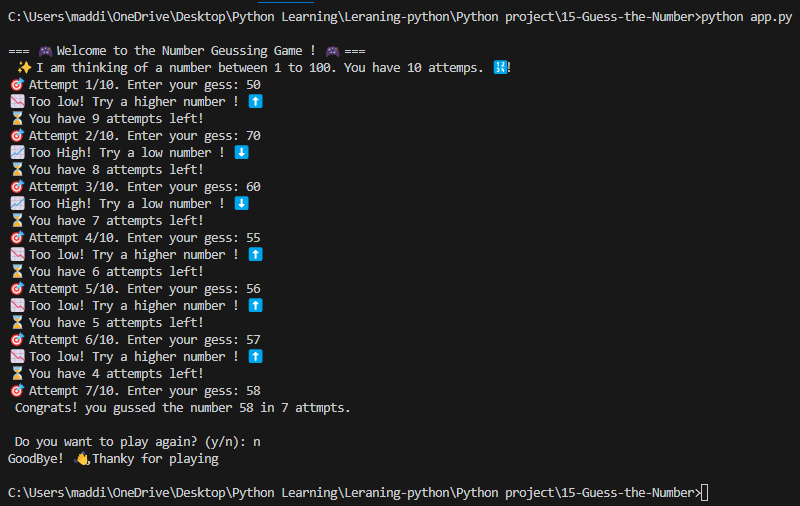 C:\Users\maddi\OneDrive\Desktop\Python Learning\Leraning-python\Python project\15-Guess-the-Number>python app.py
=== 🎮 Welcome to the Number Geussing Game ! 🎮 ===
✨ I am thinking of a number between 1 to 100. You have 10 attemps. 🔢!
🎯 Attempt 1/10. Enter your gess: 50
📉 Too low! Try a higher number ! ⬆️
⏳ You have 9 attempts left!
🎯 Attempt 2/10. Enter your gess: 70
📈 Too High! Try a low number ! ⬇️
⏳ You have 8 attempts left!
🎯 Attempt 3/10. Enter your gess: 60
📈 Too High! Try a low number ! ⬇️
⏳ You have 7 attempts left!
🎯 Attempt 4/10. Enter your gess: 55
📉 Too low! Try a higher number ! ⬆️
⏳ You have 6 attempts left!
🎯 Attempt 5/10. Enter your gess: 56
📉 Too low! Try a higher number ! ⬆️
⏳ You have 5 attempts left!
🎯 Attempt 6/10. Enter your gess: 57
📉 Too low! Try a higher number ! ⬆️
⏳ You have 4 attempts left!
🎯 Attempt 7/10. Enter your gess: 58
Congrats! you gussed the number 58 in 7 attmpts.
Do you want to play again? (y/n): n
GoodBye! 👋,Thanky for playing
C:\Users\maddi\OneDrive\Desktop\Python Learning\Leraning-python\Python project\15-Guess-the-Number>